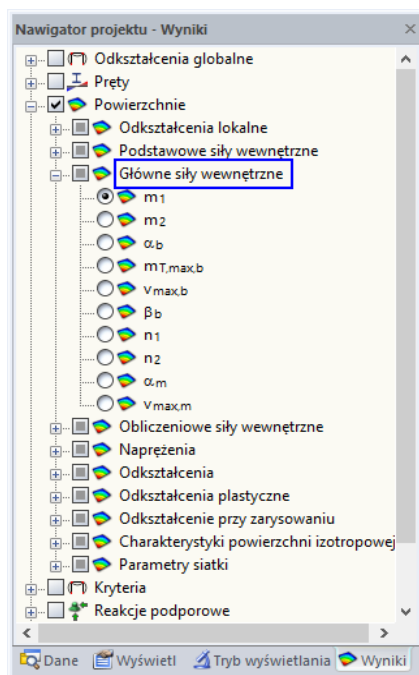 Nawigator projektu - Wyniki
Odkształcenia globalne
Pręty
Powierzchnie
Odkształcenia lokalne
Podstawowe siły wewnętrzne
Główne siły wewnętrzne
m1
m2
αb
mT,max,b
vmax,b
βb
n1
n2
αm
vmax,m
Obliczeniowe siły wewnętrzne
Naprężenia
Odkształcenia
Odkształcenia plastyczne
Odkształcenie przy zarysowaniu
Charakterystyki powierzchni izotropowej
Parametry siatki
Kryteria
Reakcje podporowe
Dane Wyświetl Tryb wyświetlania Wyniki